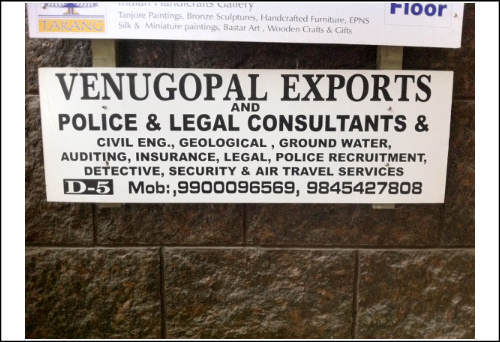 Indian Handicrafts Gallery
Tanjore Paintings, Bronze Sculptures, Handcrafted Furniture, EPNS
Silk & Miniature paintings, Bastar Art , Wooden Crafts & Gifts
TARANG
Floor
VENUGOPAL EXPORTS
AND
POLICE & LEGAL CONSULTANTS &
CIVIL ENG., GEOLOGICAL , GROUND WATER,
AUDITING, INSURANCE, LEGAL, POLICE RECRUITMENT,
DETECTIVE, SECURITY & AIR TRAVEL SERVICES
D-5 Mob:,9900096569, 9845427808